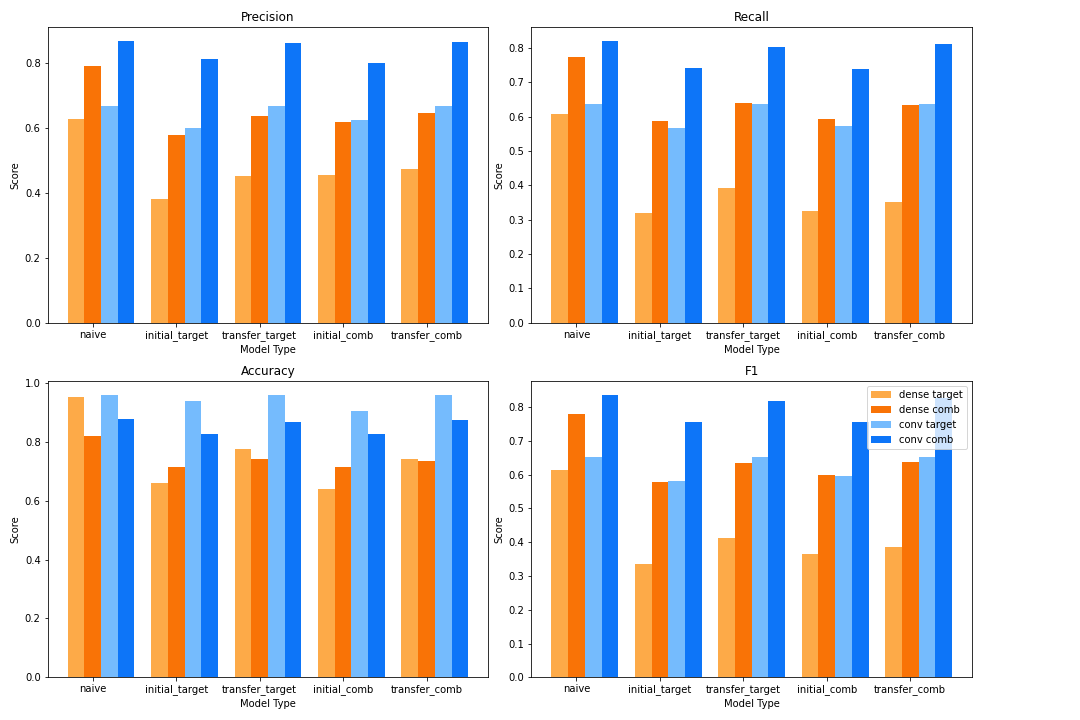 Precision
Score
0.8
0.6
0.4
0.2
0.0
naive initial_target transfer_target initial_comb transfer_comb
Model Type
Recall
Score
0.8
0.7
0.6
0.5
0.4
0.3
0.2
0.1
0.0
naive initial_target transfer_target initial_comb transfer_comb
Model Type
Accuracy
Score
1.0
0.8
0.6
0.4
0.2
0.0
naive initial_target transfer_target initial_comb transfer_comb
Model Type
F1
Score
0.8
0.7
0.6
0.5
0.4
0.3
0.2
0.1
0.0
dense target
dense comb
conv target
conv comb
naive initial_target transfer_target initial_comb transfer_comb
Model Type